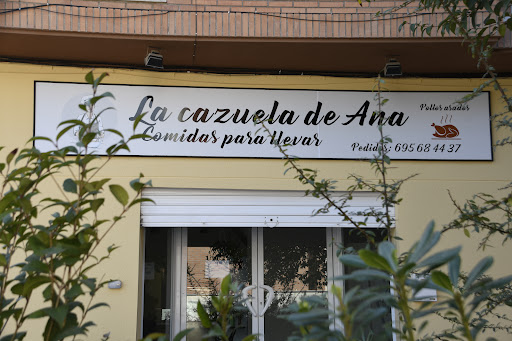 La cazuela de Ana
Comidas para llevar
Pollos asados
Pedidos: 695 68 44 37